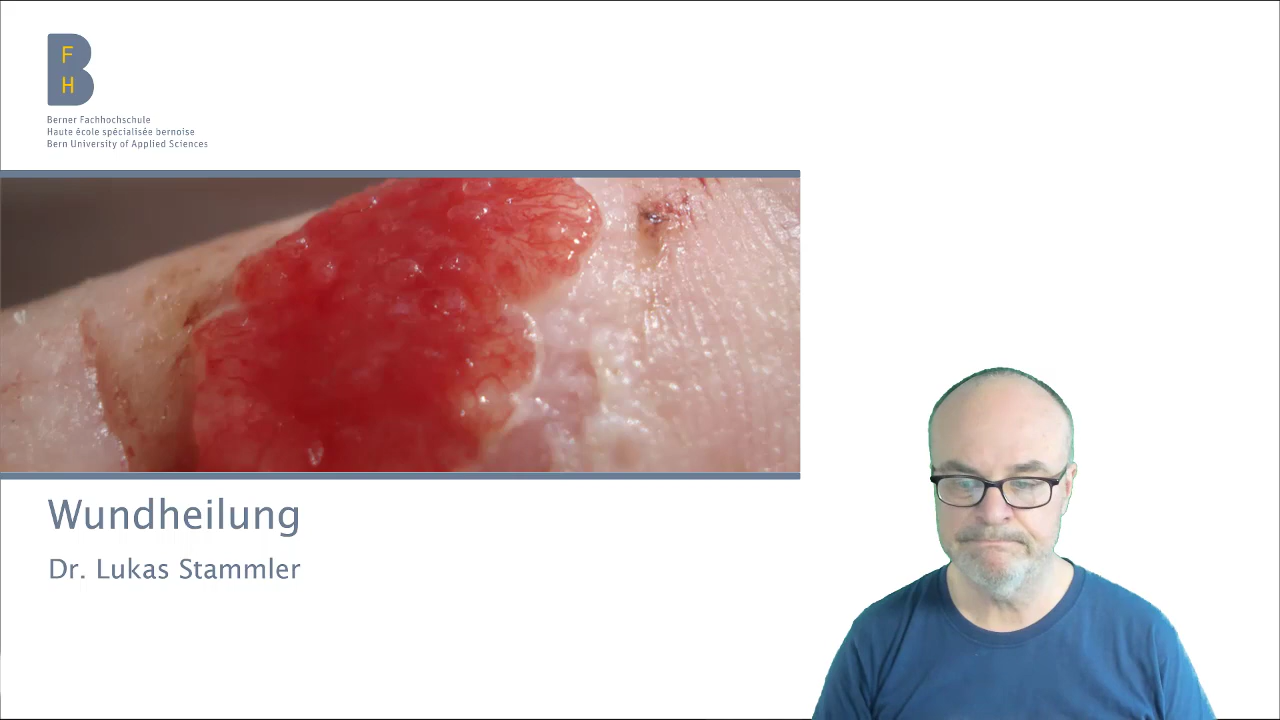 F
H
Berner Fachhochschule
Haute école spécialisée bernoise
Bern University of Applied Sciences
Wundheilung
Dr. Lukas Stammler